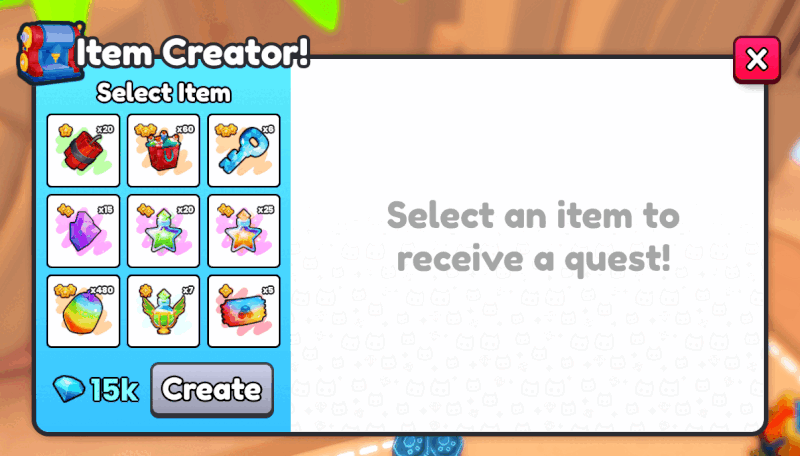 Item Creator!
Select Item
x20
x60
x6
x15
x20
x25
x480
x7
x5
Select an item to
receive a quest!
15k
Create
X